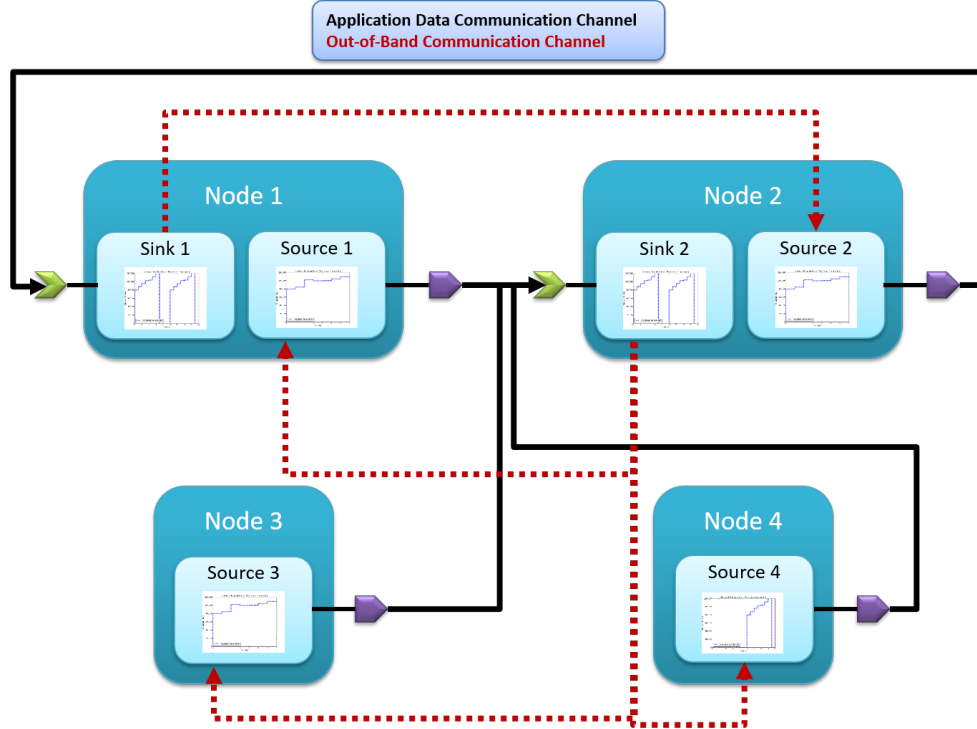 Application Data Communication Channel
Out-of-Band Communication Channel
Node 1
Node 2
Sink 1
Source 1
Sink 2
Source 2
Node 3
Node 4
Source 3
Source 4